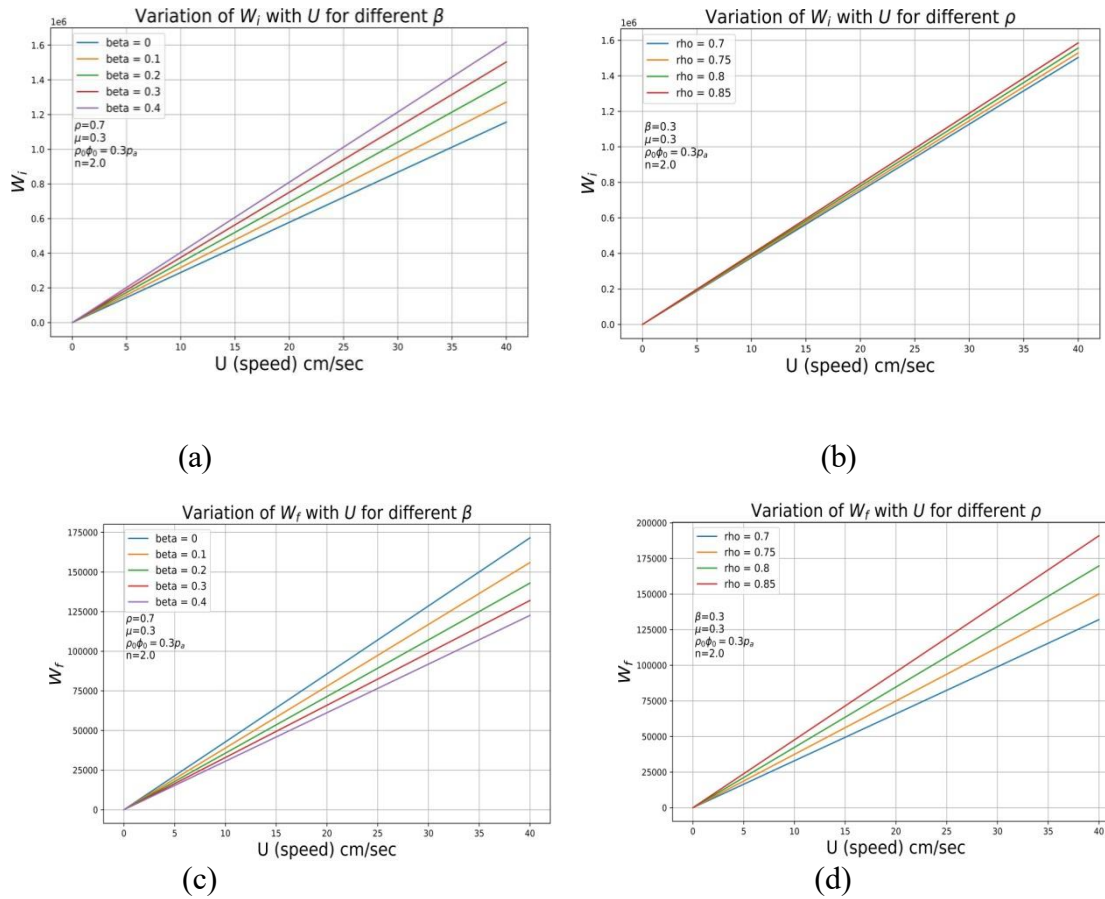 Variation of W_i with U for different β
1e6
beta = 0
beta = 0.1
beta = 0.2
beta = 0.3
beta = 0.4
ρ=0.7
μ=0.3
ρ₀ϕ₀ = 0.3pₐ
n=2.0
1.6
1.4
1.2
1.0
0.8
0.6
0.4
0.2
0.0
W_i
0 5 10 15 20 25 30 35 40
U (speed) cm/sec
(a)
Variation of W_i with U for different ρ
1e6
rho = 0.7
rho = 0.75
rho = 0.8
rho = 0.85
β=0.3
μ=0.3
ρ₀ϕ₀ = 0.3pₐ
n=2.0
1.6
1.4
1.2
1.0
0.8
0.6
0.4
0.2
0.0
W_i
0 5 10 15 20 25 30 35 40
U (speed) cm/sec
(b)
Variation of W_f with U for different β
beta = 0
beta = 0.1
beta = 0.2
beta = 0.3
beta = 0.4
ρ=0.7
μ=0.3
ρ₀ϕ₀ = 0.3pₐ
n=2.0
175000
150000
125000
100000
75000
50000
25000
0
W_f
0 5 10 15 20 25 30 35 40
U (speed) cm/sec
(c)
Variation of W_f with U for different ρ
rho = 0.7
rho = 0.75
rho = 0.8
rho = 0.85
β=0.3
μ=0.3
ρ₀ϕ₀ = 0.3pₐ
n=2.0
200000
175000
150000
125000
100000
75000
50000
25000
0
W_f
0 5 10 15 20 25 30 35 40
U (speed) cm/sec
(d)